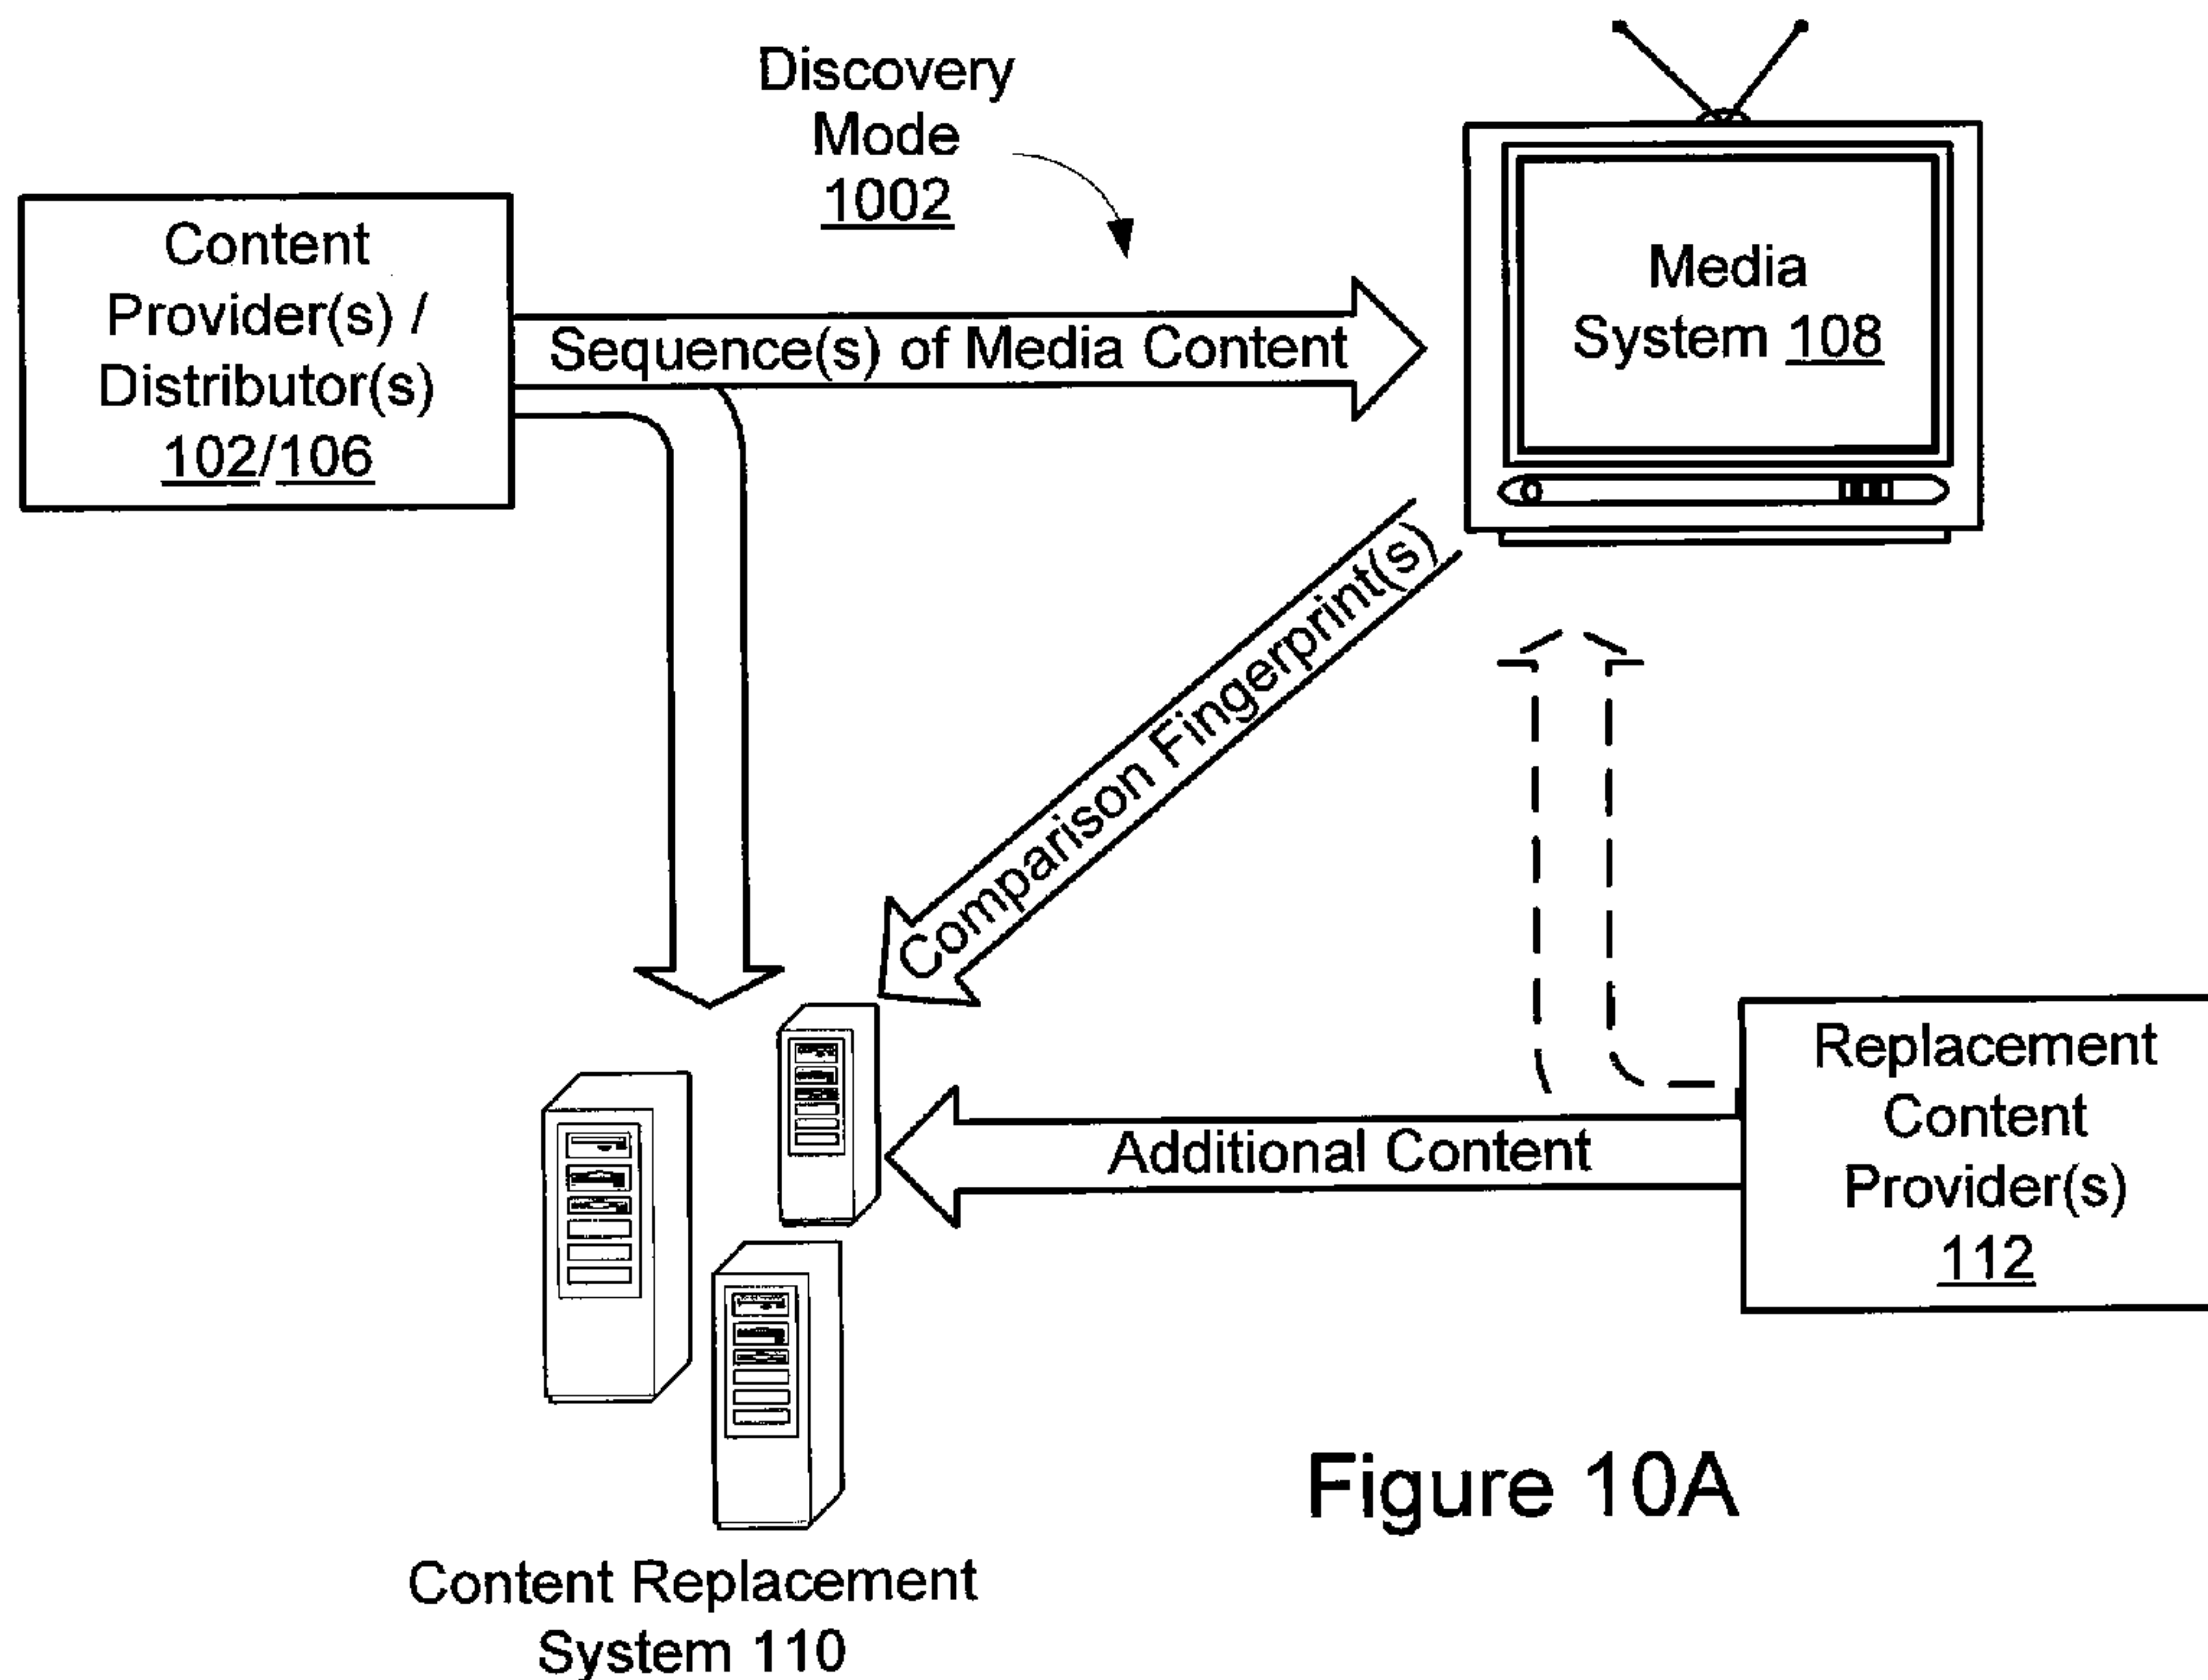 Discovery
Mode
1002
Content
Provider(s) /
Distributor(s)
102/106
Sequence(s) of Media Content
Media
System 108
Comparison Fingerprint(s)
Additional Content
Replacement
Content
Provider(s)
112
Figure 10A
Content Replacement
System 110